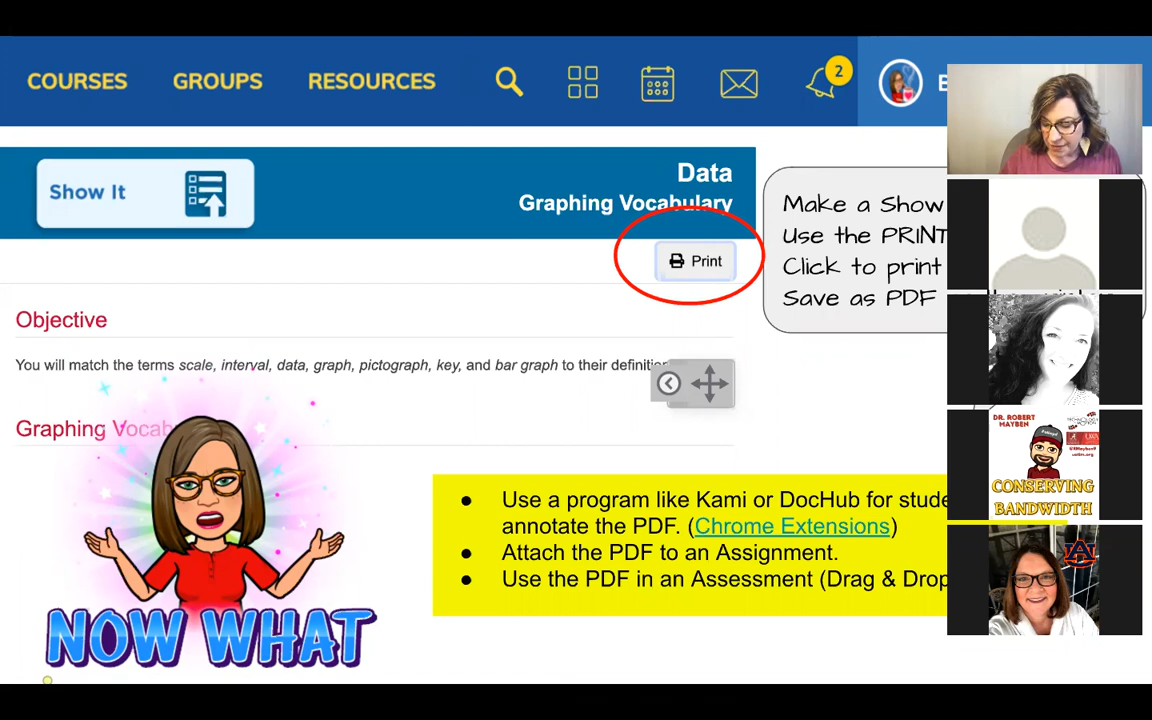 COURSES GROUPS RESOURCES 2 B
Show It
Data
Graphing Vocabulary
Print
Make a Show
Use the PRINT
Click to print
Save as PDF
Objective
You will match the terms scale, interval, data, graph, pictograph, key, and bar graph to their
Graphing Vocab
NOW WHAT
● Use a program like Kami or DocHub for
annotate the PDF. (Chrome Extensions)
● Attach the PDF to an Assignment.
● Use the PDF in an Assessment (Drag & Drop
DR. ROBERT
MAYBEN
CONSERVING
BANDWIDTH